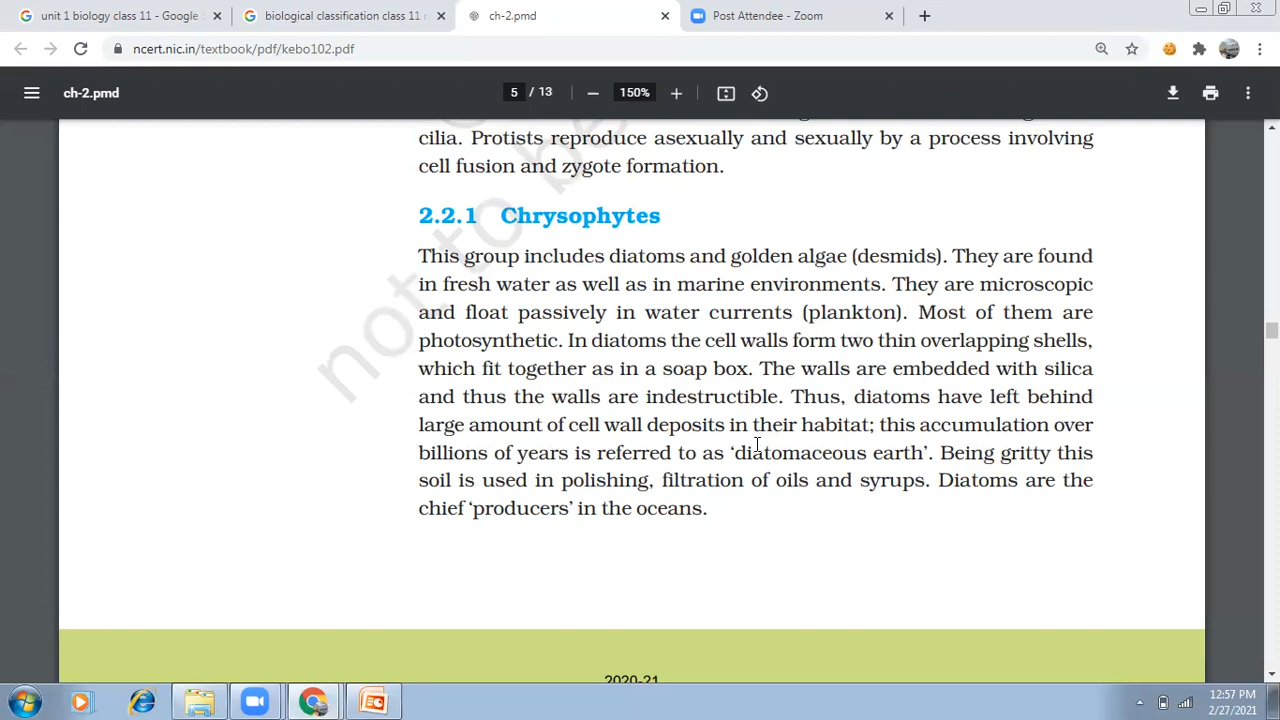 unit 1 biology class 11 - Google
biological classification class 11
ch-2.pmd
Post Attendee - Zoom
ncert.nic.in/textbook/pdf/kebo102.pdf
ch-2.pmd
5 / 13
150%
cilia. Protists reproduce asexually and sexually by a process involving
cell fusion and zygote formation.
2.2.1 Chrysophytes
This group includes diatoms and golden algae (desmids). They are found
in fresh water as well as in marine environments. They are microscopic
and float passively in water currents (plankton). Most of them are
photosynthetic. In diatoms the cell walls form two thin overlapping shells,
which fit together as in a soap box. The walls are embedded with silica
and thus the walls are indestructible. Thus, diatoms have left behind
large amount of cell wall deposits in their habitat; this accumulation over
billions of years is referred to as ‘diatomaceous earth’. Being gritty this
soil is used in polishing, filtration of oils and syrups. Diatoms are the
chief ‘producers’ in the oceans.
not to be
2020-21
12:57 PM
2/27/2021